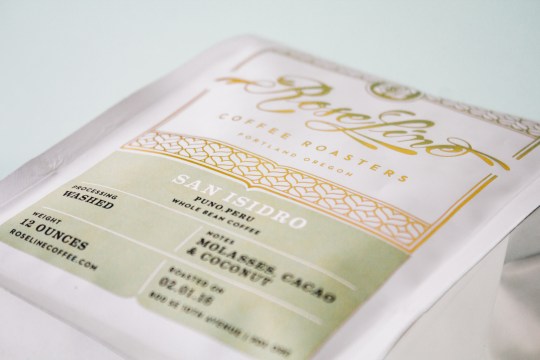 RoseLine
COFFEE ROASTERS
PORTLAND OREGON
SAN ISIDRO
PUNO, PERU
WHOLE BEAN COFFEE
PROCESSING
WASHED
WEIGHT
12 OUNCES
ROSELINECOFFEE.COM
NOTES
MOLASSES, CACAO
& COCONUT
ROASTED ON:
02.01.16